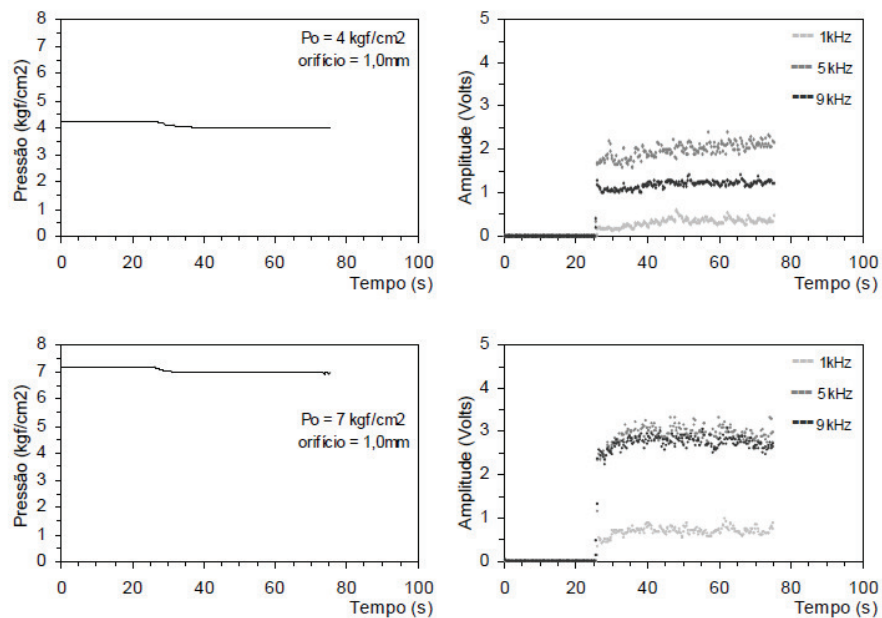 8
7
6
5
4
3
2
1
0
Pressão (kgf/cm2)
Po = 4 kgf/cm2
orifício = 1,0mm
0 20 40 60 80 100
Tempo (s)
5
4
3
2
1
0
Amplitude (Volts)
1kHz
5kHz
9kHz
0 20 40 60 80 100
Tempo (s)
8
7
6
5
4
3
2
1
0
Pressão (kgf/cm2)
Po = 7 kgf/cm2
orifício = 1,0mm
0 20 40 60 80 100
Tempo (s)
5
4
3
2
1
0
Amplitude (Volts)
1kHz
5kHz
9kHz
0 20 40 60 80 100
Tempo (s)